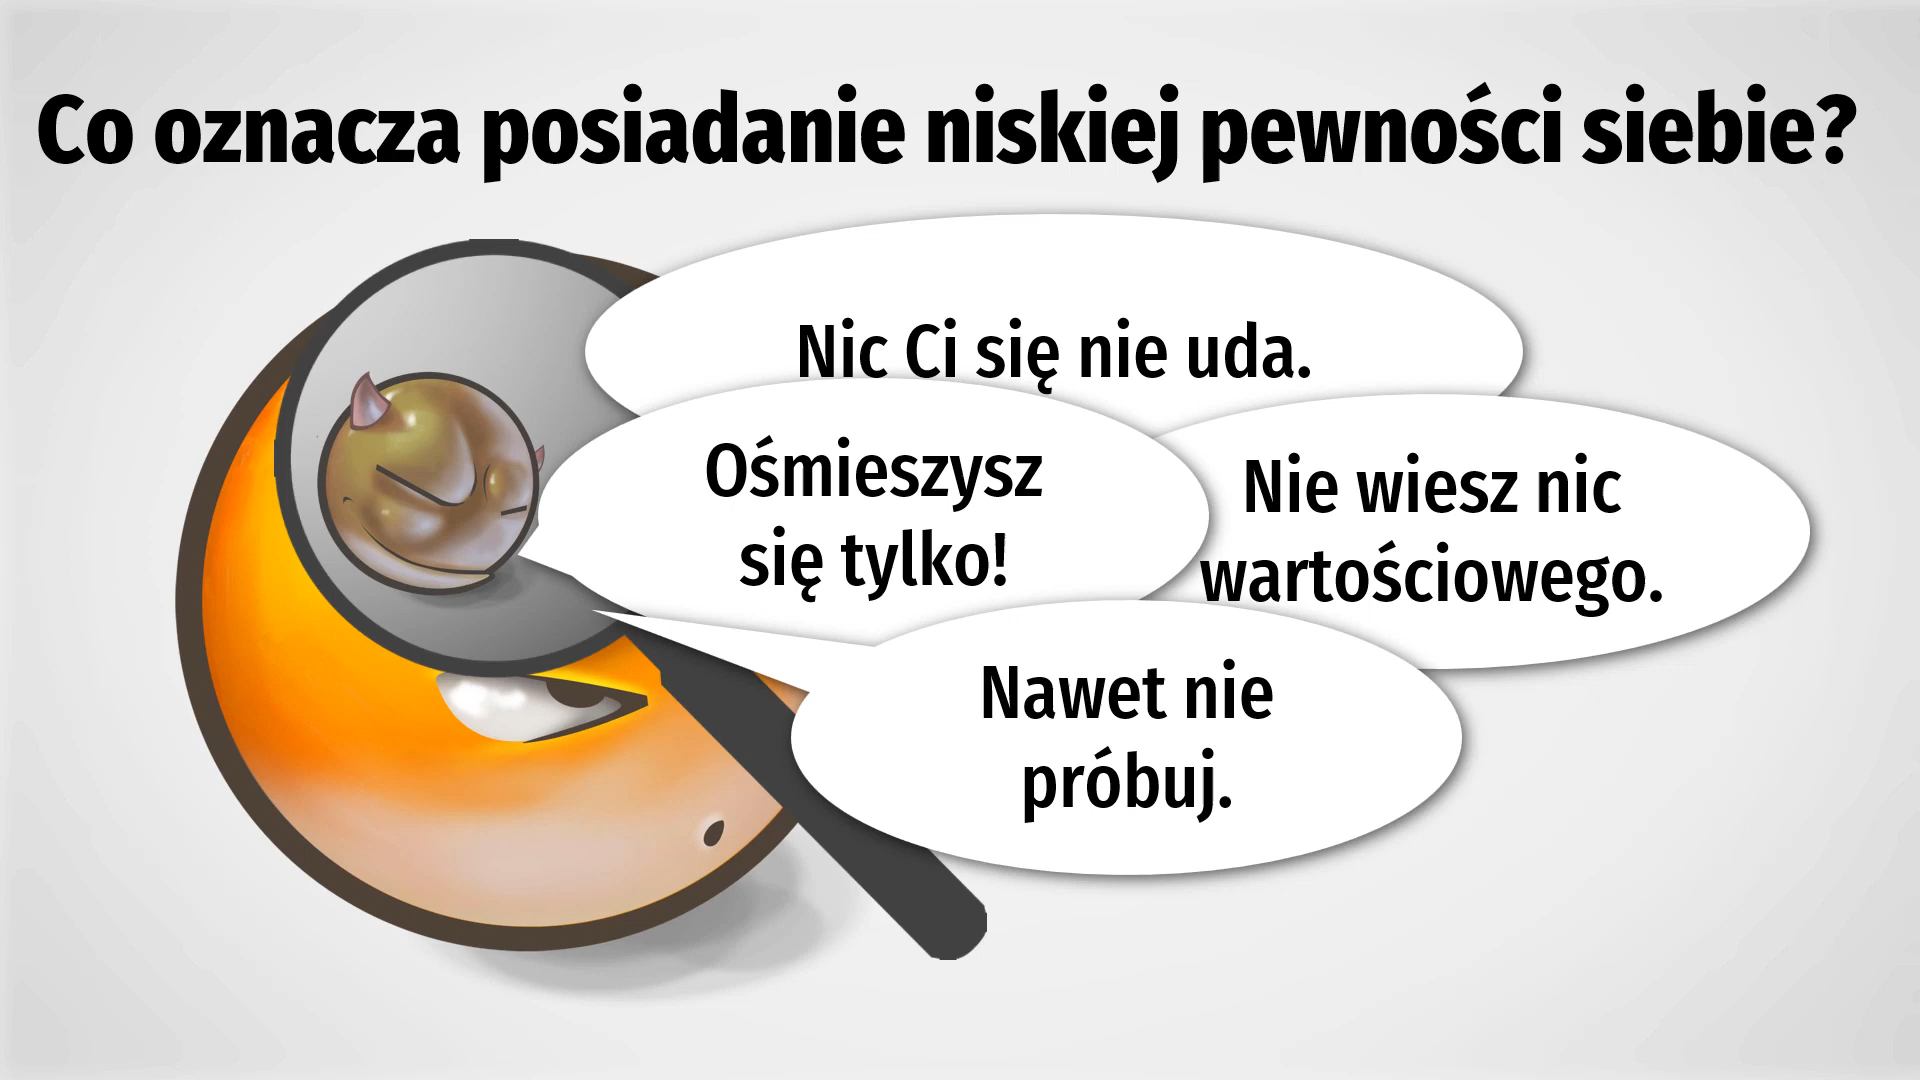 Co oznacza posiadanie niskiej pewności siebie?
Nic Ci się nie uda.
Ośmieszysz
się tylko!
Nie wiesz nic
wartościowego.
Nawet nie
próbuj.